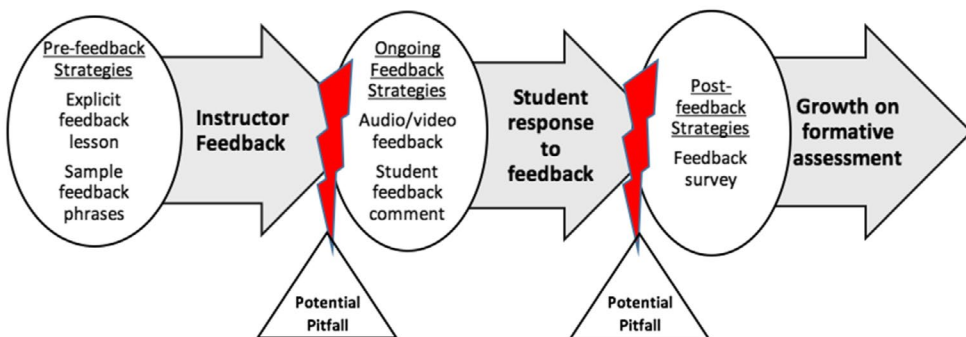 Pre-feedback
Strategies
Explicit
feedback
lesson
Sample
feedback
phrases
Instructor
Feedback
Ongoing
Feedback
Strategies
Audio/video
feedback
Student
feedback
comment
Student
response
to
feedback
Post-
feedback
Strategies
Feedback
survey
Growth on
formative
assessment
Potential
Pitfall
Potential
Pitfall